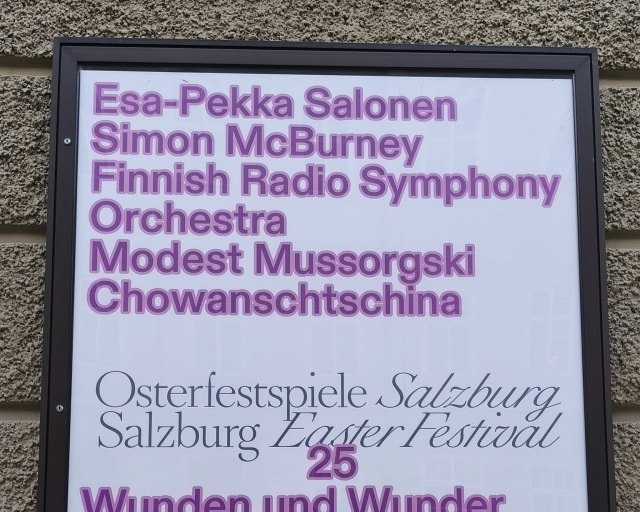 Esa-Pekka Salonen
Simon McBurney
Finnish Radio Symphony
Orchestra
Modest Mussorgski
Chowanschtschina
Osterfestspiele Salzburg
Salzburg Easter Festival
25
Wunden und Wunder